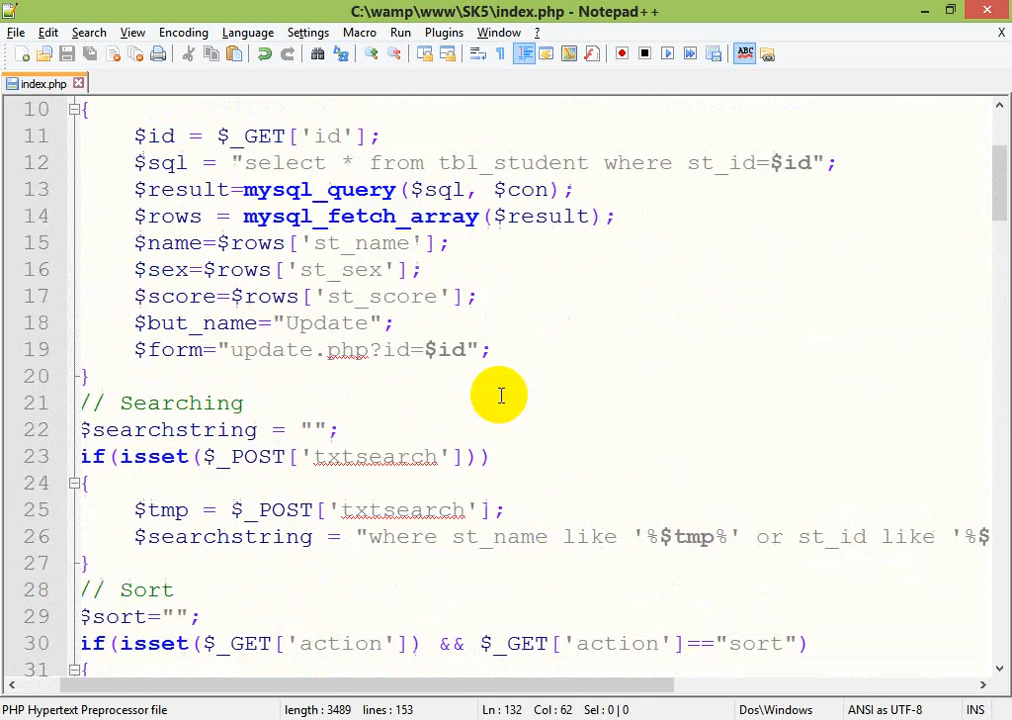 C:\wamp\www\SK5\index.php - Notepad++
File Edit Search View Encoding Language Settings Macro Run Plugins Window ? X
index.php
10 {
11 $id = $_GET['id'];
12 $sql = "select * from tbl_student where st_id=$id";
13 $result=mysql_query($sql, $con);
14 $rows = mysql_fetch_array($result);
15 $name=$rows['st_name'];
16 $sex=$rows['st_sex'];
17 $score=$rows['st_score'];
18 $but_name="Update";
19 $form="update.php?id=$id";
20 }
21 // Searching
22 $searchstring = "";
23 if(isset($_POST['txtsearch']))
24 {
25 $tmp = $_POST['txtsearch'];
26 $searchstring = "where st_name like '%$tmp%' or st_id like '%$
27 }
28 // Sort
29 $sort="";
30 if(isset($_GET['action']) && $_GET['action']=="sort")
31 {
PHP Hypertext Preprocessor file length : 3489 lines : 153 Ln : 132 Col : 62 Sel : 0 | 0 Dos\Windows ANSI as UTF-8 INS